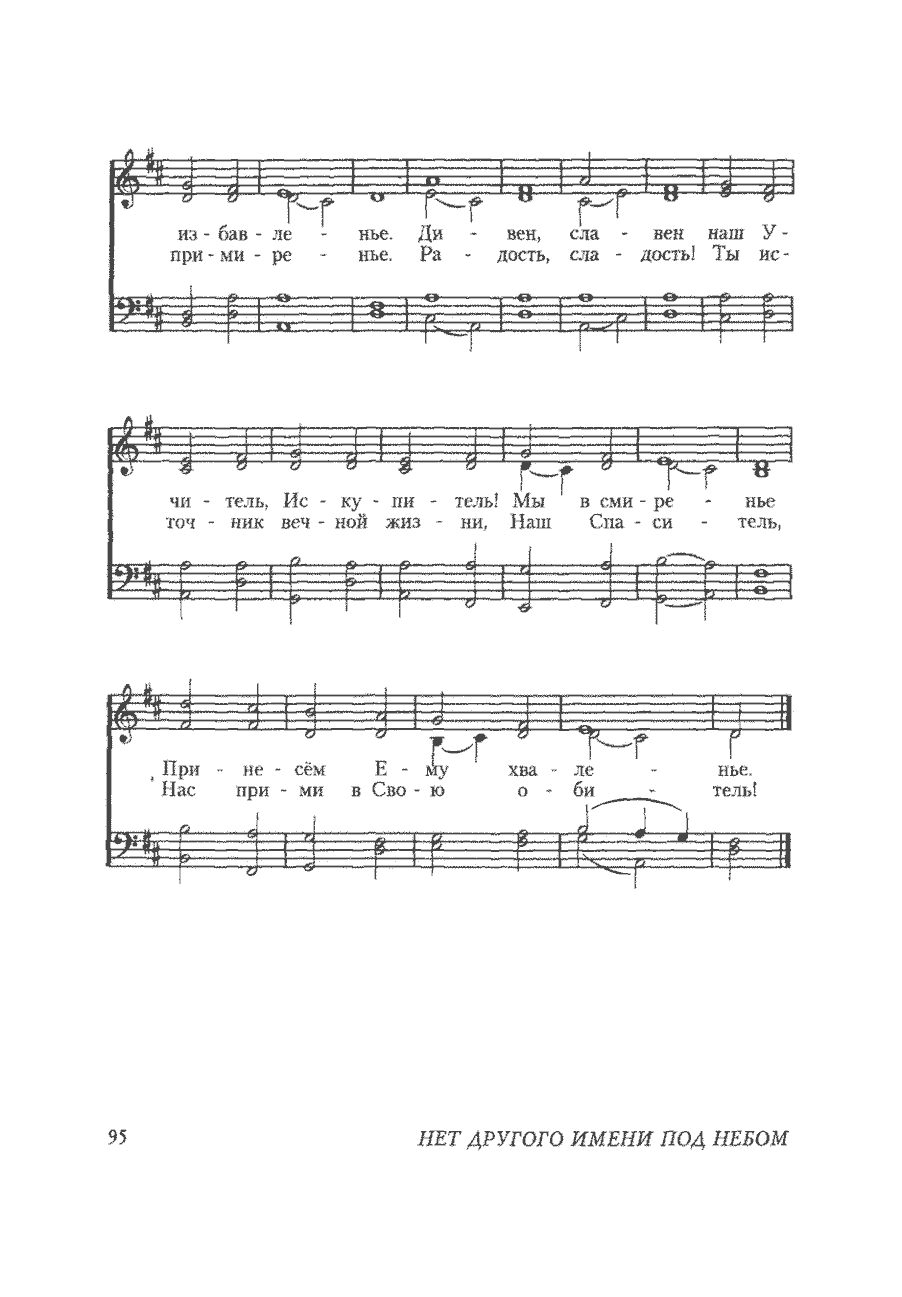 из - бав - ле - нье. Ди - вен, сла - вен наш У -
при - ми - ре - нье. Ра - дость, сла - дость! Ты ис -
чи - тель, Ис - ку - пи - тель! Мы в сми - ре - нье
точ - ник веч - ной жиз - ни, Наш Спа - си - тель,
При - не - сём Е - му хва - ле - нье.
Нас при - ми в Сво - ю о - би - тель!
95 НЕТ ДРУГОГО ИМЕНИ ПОД НЕБОМ